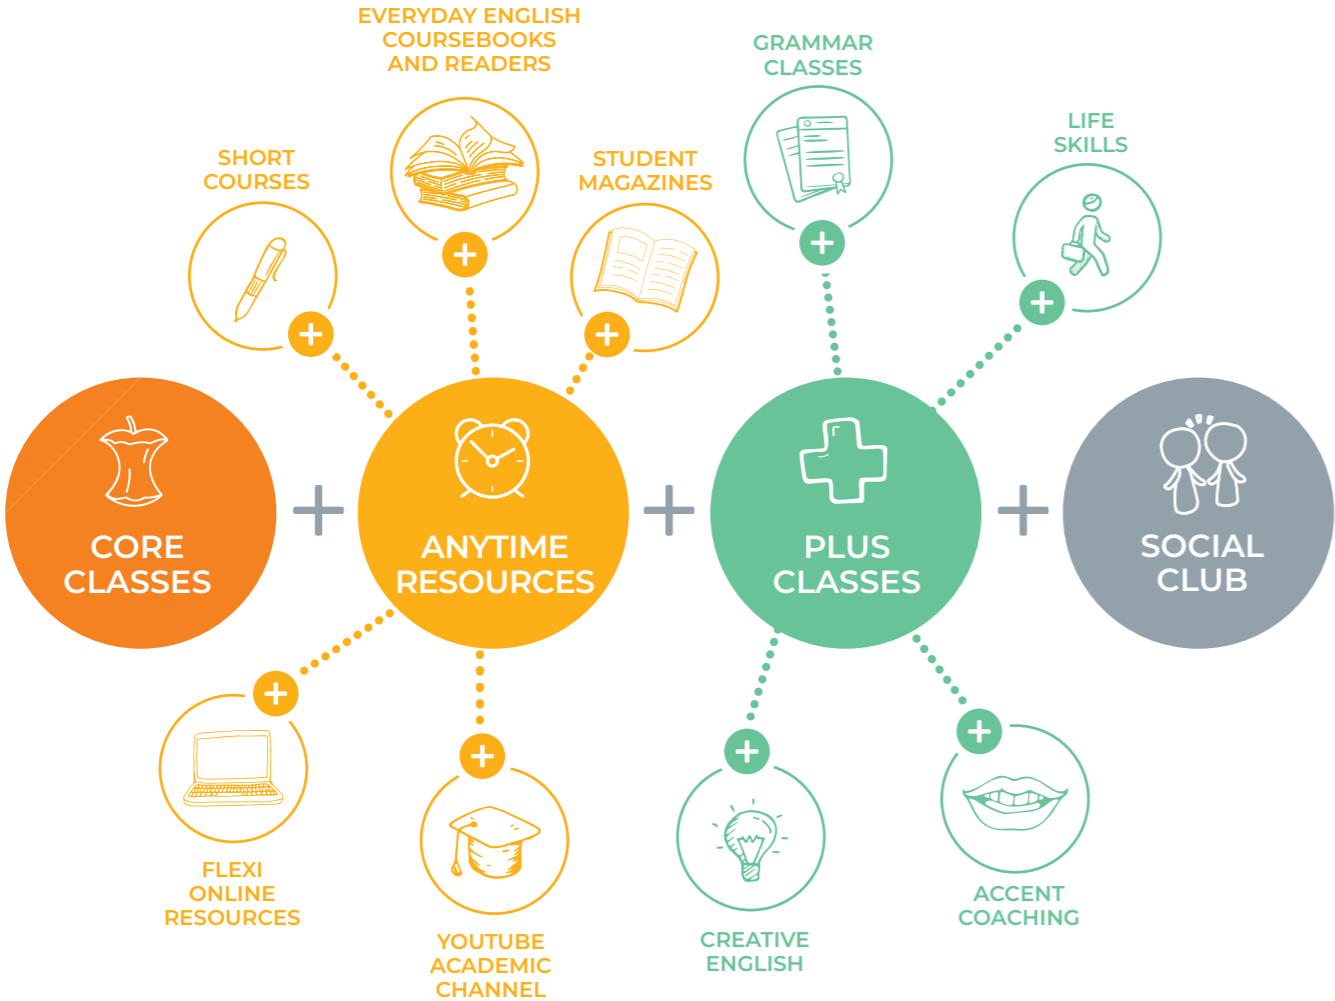 EVERYDAY ENGLISH
COURSEBOOKS
AND READERS
GRAMMAR
CLASSES
LIFE
SKILLS
SHORT
COURSES
STUDENT
MAGAZINES
CORE
CLASSES
ANYTIME
RESOURCES
PLUS
CLASSES
SOCIAL
CLUB
FLEXI
ONLINE
RESOURCES
YOUTUBE
ACADEMIC
CHANNEL
CREATIVE
ENGLISH
ACCENT
COACHING